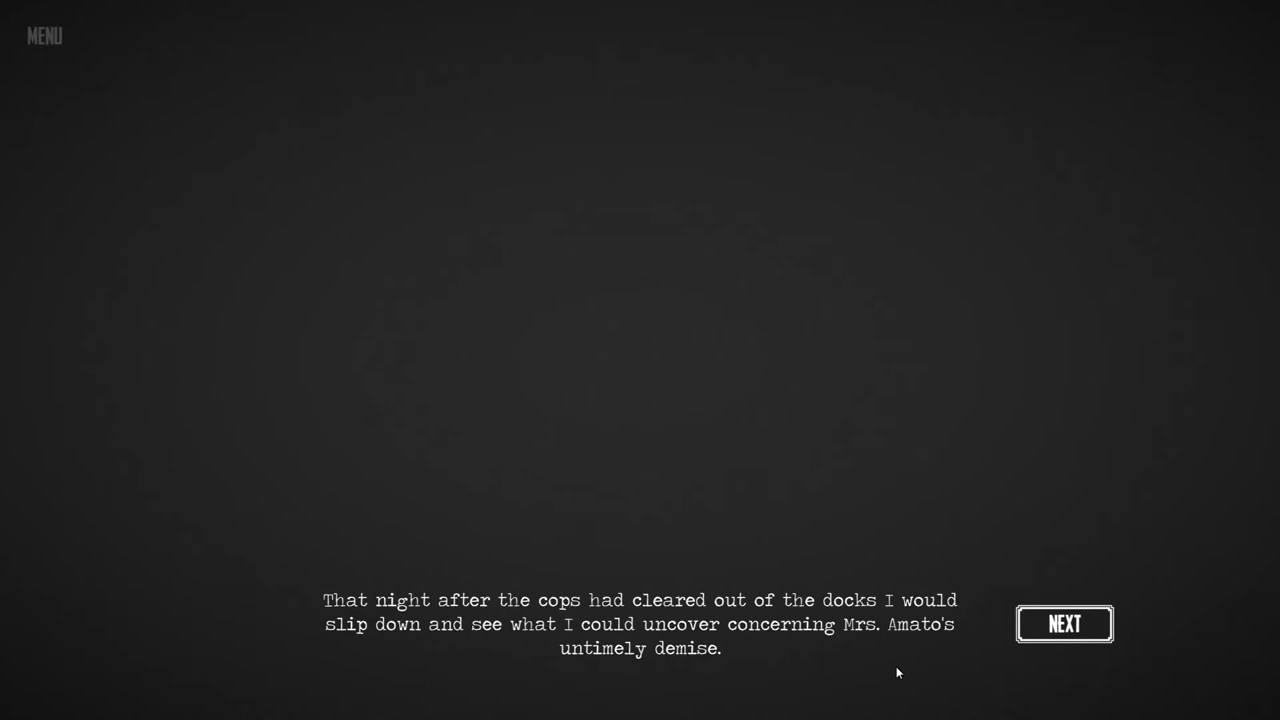 MENU
That night after the cops had cleared out of the docks I would
slip down and see what I could uncover concerning Mrs. Amato's
untimely demise.
NEXT